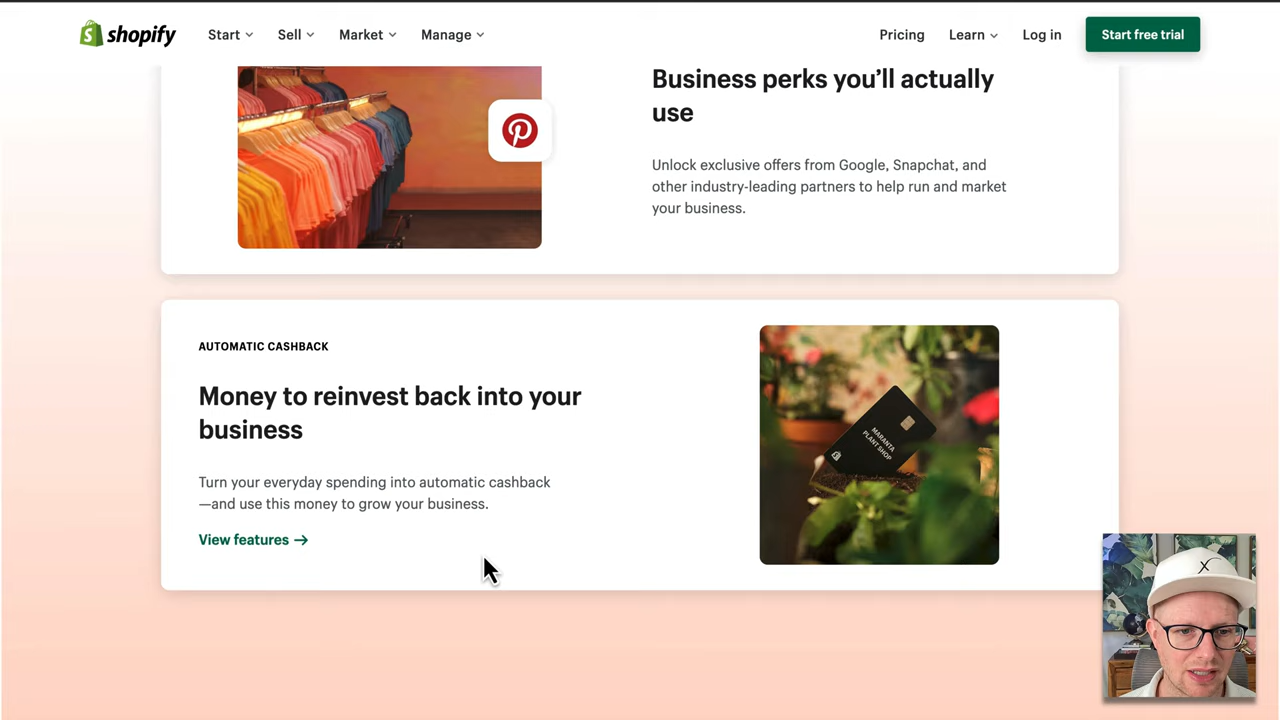 shopify
Start
Sell
Market
Manage
Pricing
Learn
Log in
Start free trial
Business perks you’ll actually
use
Unlock exclusive offers from Google, Snapchat, and
other industry-leading partners to help run and market
your business.
AUTOMATIC CASHBACK
Money to reinvest back into your
business
Turn your everyday spending into automatic cashback
—and use this money to grow your business.
View features →
MARANTA
PLANT SHOP
X